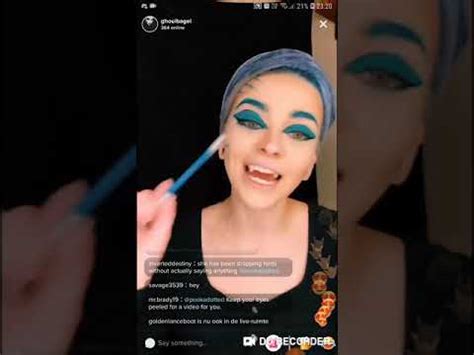 21% 23:20
ghoulbagel
364 online
she has been dropping hints
without actually saying anything
savage3539 : hey
mr.brady19 : Keep your eyes
peeled for a video for you.
goldenlanceboot is nu ook in de live-ruimte
Say something...
DU RECORDER